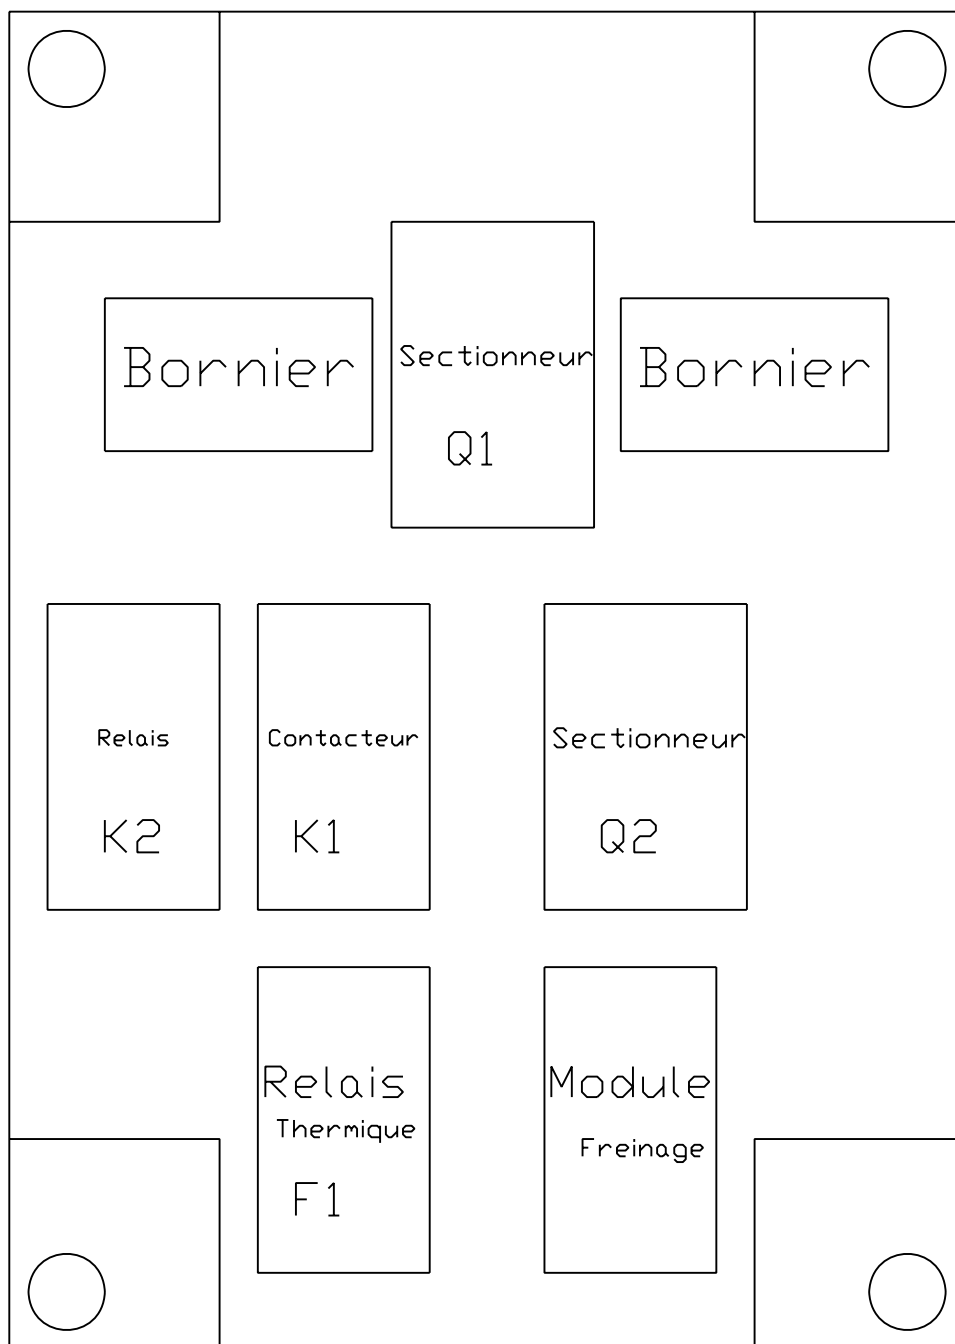 Bornier
Sectionneur
Bornier
Q1
Relais
Contacteur
Sectionneur
K2
K1
Q2
Relais
Thermique
F1
Module
Freinage